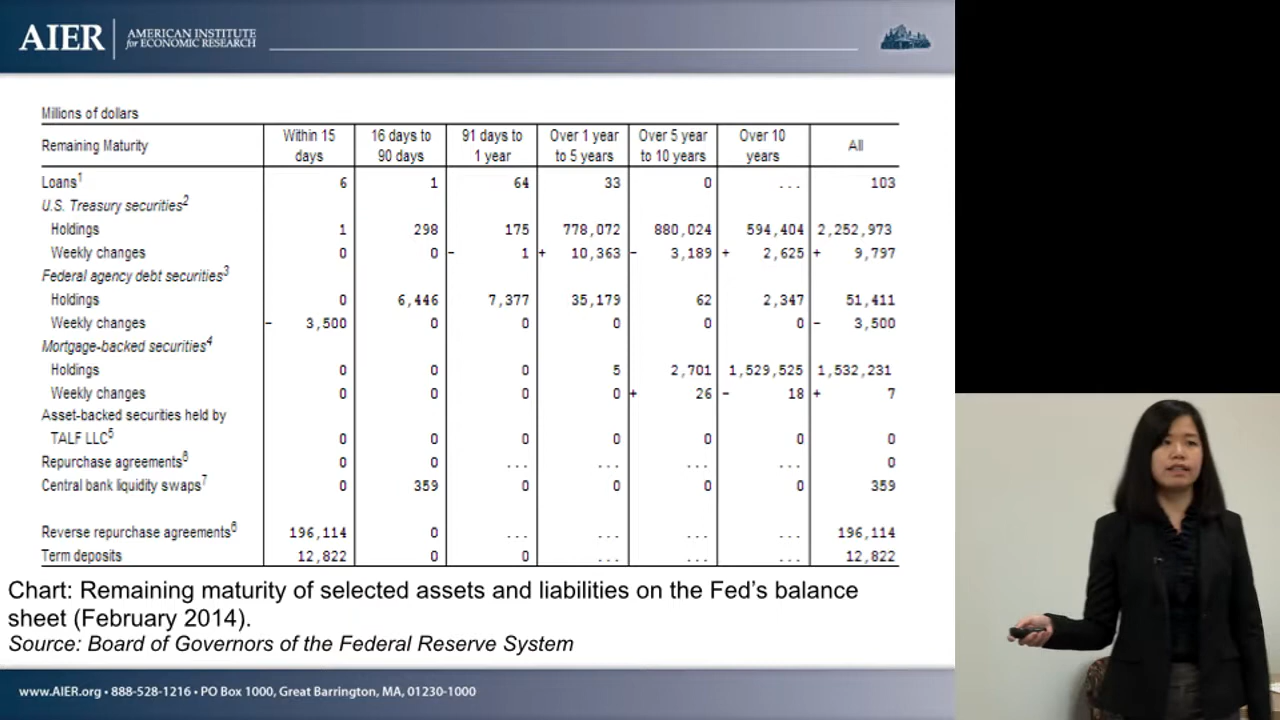 AIER AMERICAN INSTITUTE
for ECONOMIC RESEARCH
Millions of dollars
Remaining Maturity Within 15 days 16 days to 90 days 91 days to 1 year Over 1 year to 5 years Over 5 year to 10 years Over 10 years All
Loans1 6 1 64 33 0 ... 103
U.S. Treasury securities2
Holdings 1 298 175 778,072 880,024 594,404 2,252,973
Weekly changes 0 0 - 1 + 10,363 - 3,189 + 2,625 + 9,797
Federal agency debt securities3
Holdings 0 6,446 7,377 35,179 62 2,347 51,411
Weekly changes - 3,500 0 0 0 0 0 - 3,500
Mortgage-backed securities4
Holdings 0 0 0 5 2,701 1,529,525 1,532,231
Weekly changes 0 0 0 0 + 26 - 18 + 7
Asset-backed securities held by
TALF LLC5 0 0 0 0 0 0 0
Repurchase agreements6 0 0 ... ... ... ... 0
Central bank liquidity swaps7 0 359 0 0 0 0 359
Reverse repurchase agreements6 196,114 0 ... ... ... ... 196,114
Term deposits 12,822 0 0 ... ... ... 12,822
Chart: Remaining maturity of selected assets and liabilities on the Fed's balance
sheet (February 2014).
Source: Board of Governors of the Federal Reserve System
www.AIER.org • 888-528-1216 • PO Box 1000, Great Barrington, MA, 01230-1000